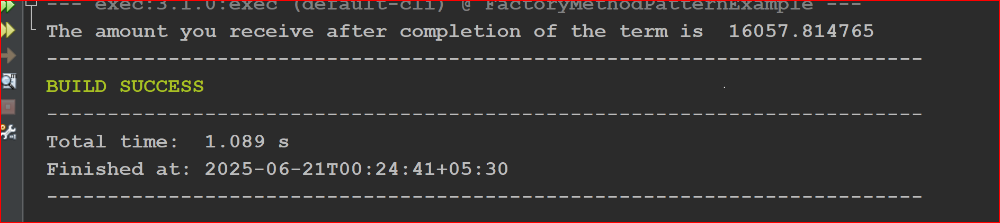 --- exec:3.1.0:exec (default-cli) @ FactoryMethodPatternExample ---
The amount you receive after completion of the term is  16057.814765
------------------------------------------------------------------------
BUILD SUCCESS
------------------------------------------------------------------------
Total time:  1.089 s
Finished at: 2025-06-21T00:24:41+05:30
------------------------------------------------------------------------